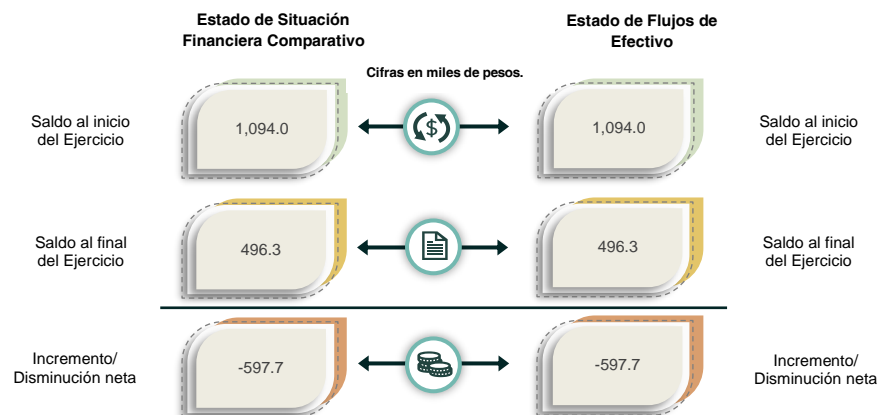 Estado de Situación
Financiera Comparativo
Estado de Flujos de
Efectivo
Cifras en miles de pesos.
Saldo al inicio
del Ejercicio
1,094.0
$
1,094.0
Saldo al inicio
del Ejercicio
Saldo al final
del Ejercicio
496.3
496.3
Saldo al final
del Ejercicio
Incremento/
Disminución neta
-597.7
-597.7
Incremento/
Disminución neta